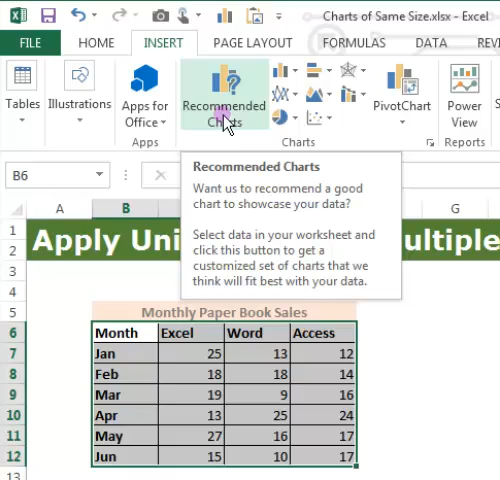 Charts of Same Size.xlsx - Excel
FILE HOME INSERT PAGE LAYOUT FORMULAS DATA REVI
Tables Illustrations Apps for Office Recommended Charts PivotChart Power View
Apps Charts Reports
B6
Recommended Charts
Want us to recommend a good
chart to showcase your data?
Select data in your worksheet and
click this button to get a
customized set of charts that we
think will fit best with your data.
A B G
1
2
3
4
5
6
7
8
9
10
11
12
13
Apply Uni ultiple
Monthly Paper Book Sales
Month Excel Word Access
Jan 25 13 12
Feb 18 18 14
Mar 19 9 16
Apr 13 25 24
May 27 16 17
Jun 15 10 17